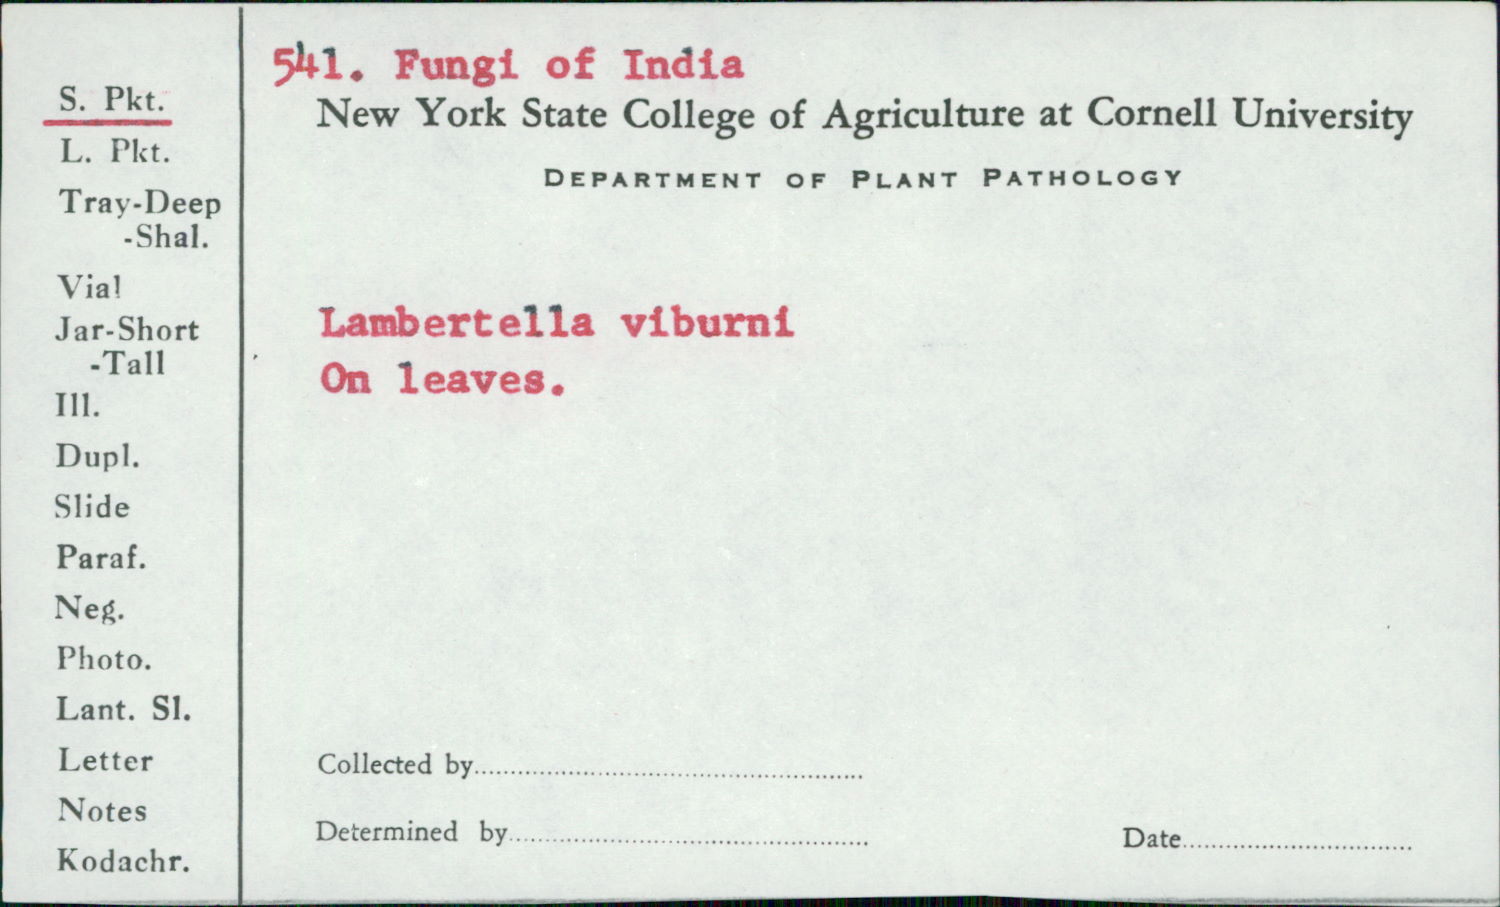 541. Fungi of India
New York State College of Agriculture at Cornell University
DEPARTMENT OF PLANT PATHOLOGY
Lambertella viburni
On leaves.
Collected by
Determined by
Date
S. Pkt.
L. Pkt.
Tray-Deep
-Shal.
Vial
Jar-Short
-Tall
Ill.
Dupl.
Slide
Paraf.
Neg.
Photo.
Lant. Sl.
Letter
Notes
Kodachr.